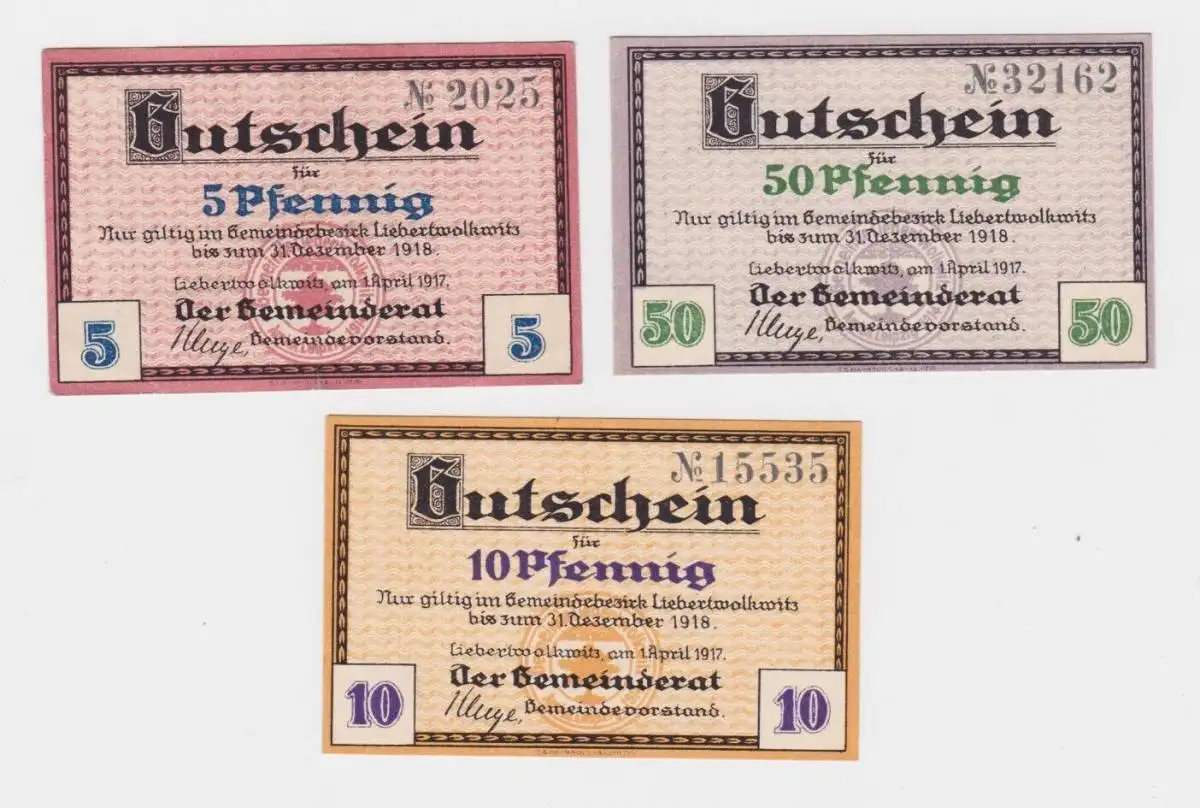 № 2025
Gutschein
für
5 Pfennig
Nur giltig im Gemeindebezirk Liebertwolkwitz
bis zum 31. Dezember 1918.
Liebertwolkwitz, am 1. April 1917.
Der Gemeinderat
Gemeindevorstand.
5
5
№ 32162
Gutschein
für
50 Pfennig
Nur giltig im Gemeindebezirk Liebertwolkwitz
bis zum 31. Dezember 1918.
Liebertwolkwitz, am 1. April 1917.
Der Gemeinderat
Gemeindevorstand.
50
50
№ 15535
Gutschein
für
10 Pfennig
Nur giltig im Gemeindebezirk Liebertwolkwitz
bis zum 31. Dezember 1918.
Liebertwolkwitz, am 1. April 1917.
Der Gemeinderat
Gemeindevorstand.
10
10